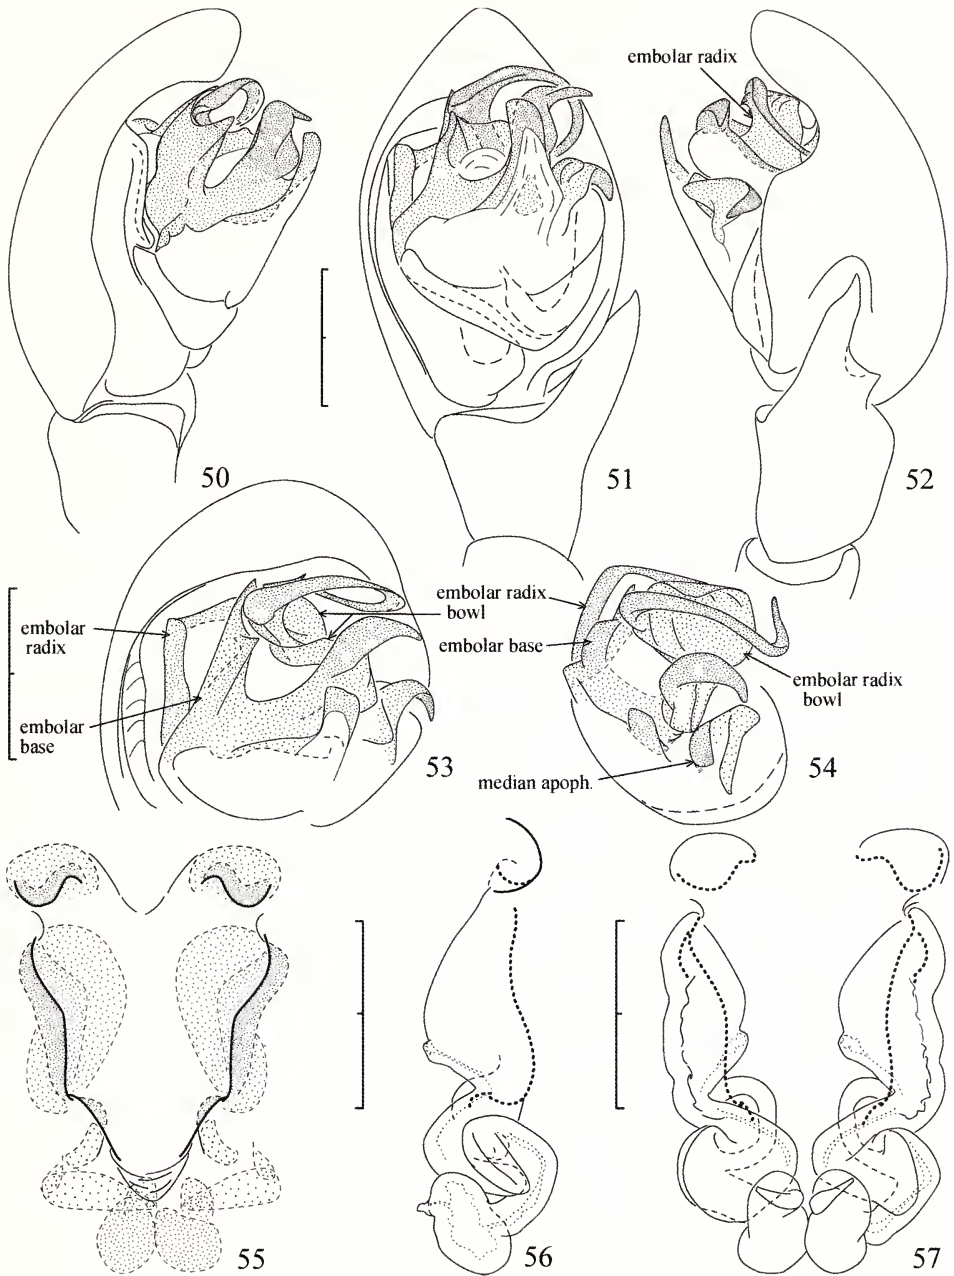 embolar radix
50
51
52
embolar
radix
embolar
base
embolar radix
bowl
embolar base
embolar radix
bowl
median apoph.
53
54
55
56
57